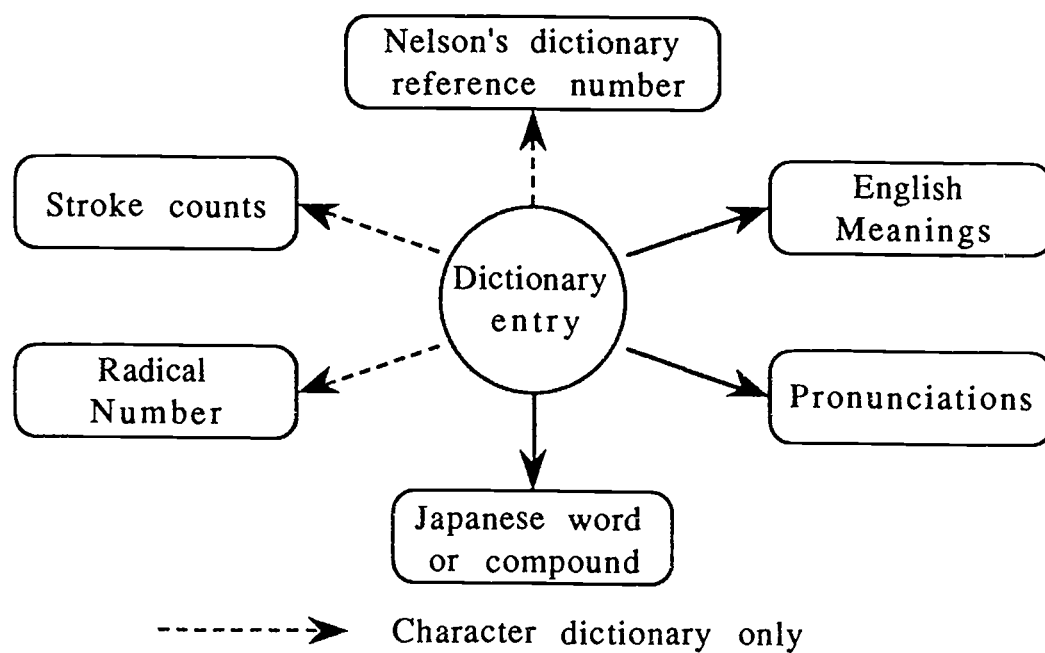 Nelson's dictionary
reference number
Stroke counts
English
Meanings
Dictionary
entry
Radical
Number
Pronunciations
Japanese word
or compound
Character dictionary only